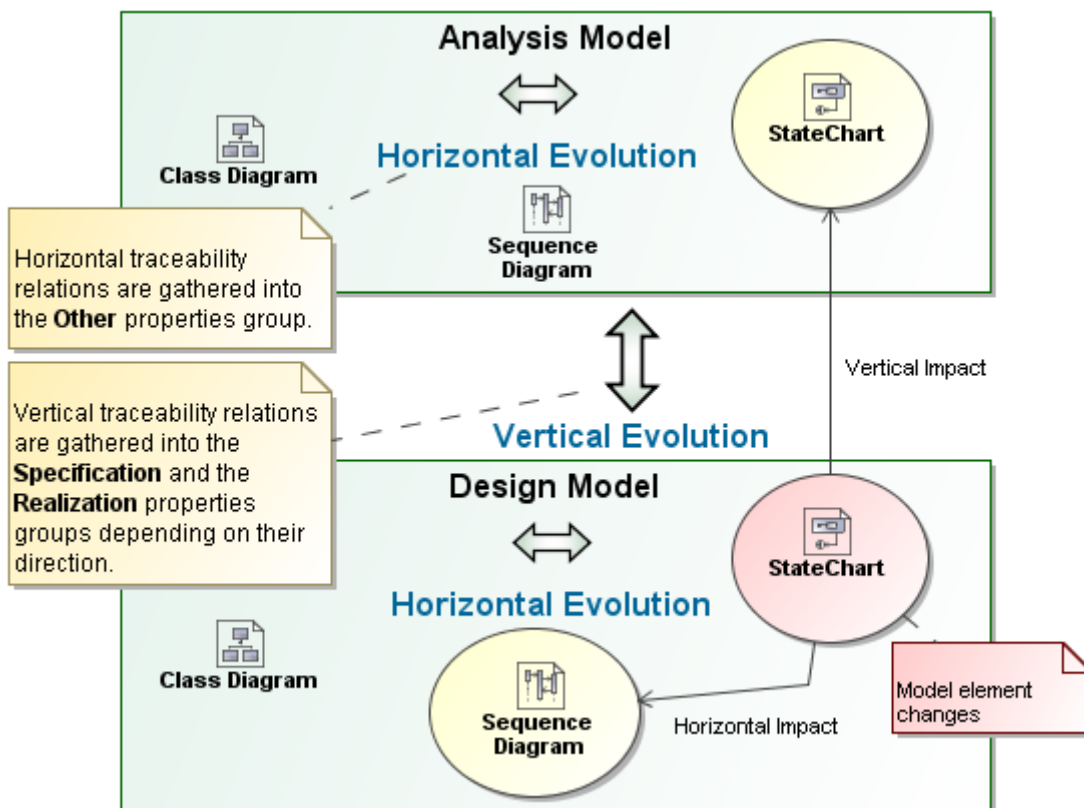 Analysis Model
StateChart
Horizontal Evolution
Class Diagram
Sequence
Diagram
Horizontal traceability
relations are gathered into
the Other properties group.
Vertical Impact
Vertical traceability relations
are gathered into the
Specification and the
Realization properties
groups depending on their
direction.
Vertical Evolution
Design Model
StateChart
Horizontal Evolution
Class Diagram
Sequence
Diagram
Horizontal Impact
Model element
changes